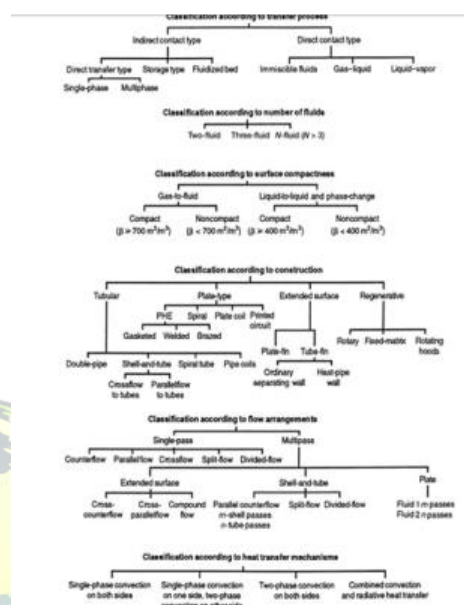 Classification according to transfer process
Indirect contact type Direct contact type
Direct transfer type Storage type Fluidized bed Immiscible fluids Gas–liquid Liquid–vapor
Single-phase Multiphase
Classification according to number of fluids
Two-fluid Three-fluid N-fluid (N > 3)
Classification according to surface compactness
Gas-to-fluid Liquid-to-liquid and phase-change
Compact Noncompact Compact Noncompact
(β ≥ 700 m²/m³) (β < 700 m²/m³) (β ≥ 400 m²/m³) (β < 400 m²/m³)
Classification according to construction
Tubular Plate-type Extended surface Regenerative
PHE Spiral Plate coil Printed
circuit
Gasketed Welded Brazed
Rotary Fixed-matrix Rotating
hoods
Plate-fin Tube-fin
Double-pipe Shell-and-tube Spiral tube Pipe coils
Ordinary Heat-pipe
separating wall wall
Crossflow Parallelflow
to tubes to tubes
Classification according to flow arrangements
Single-pass Multipass
Counterflow Parallelflow Crossflow Split-flow Divided-flow
Extended surface Shell-and-tube Plate
Cross- Cross- Compound Parallel counterflow Split-flow Divided-flow Fluid 1 m passes
counterflow parallelflow flow m-shell passes Fluid 2 n passes
n-tube passes
Classification according to heat transfer mechanisms
Single-phase convection Single-phase convection Two-phase convection Combined convection
on both sides on one side, two-phase on both sides and radiative heat transfer
convection on other side